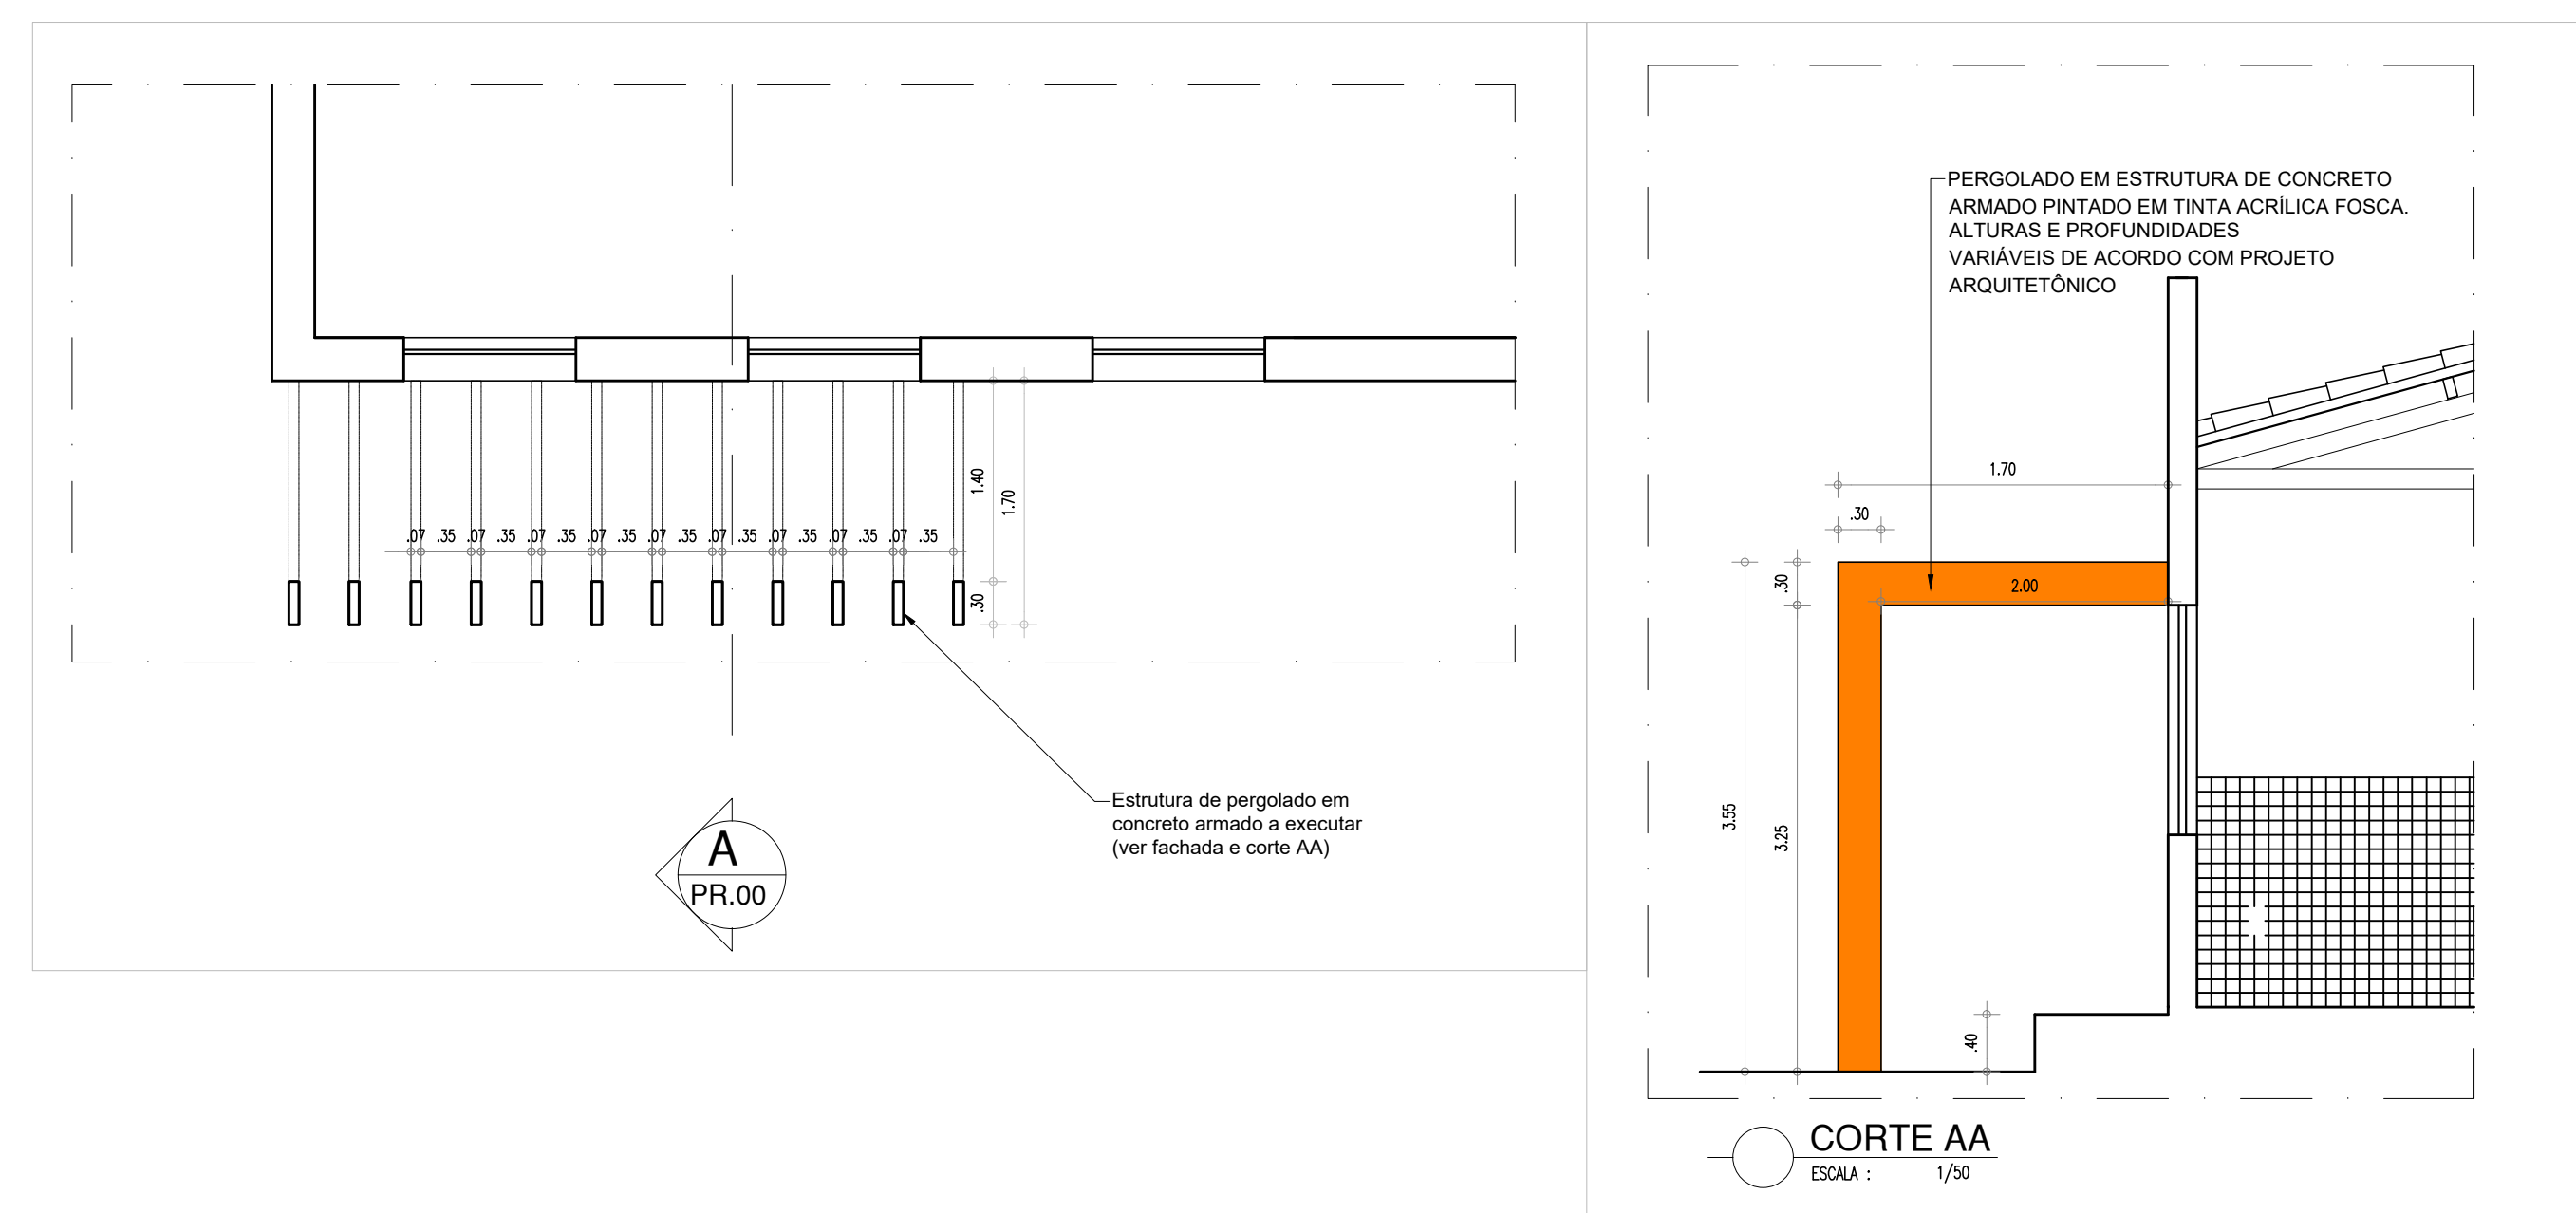 1.40
1.70
.07 .35 .07 .35 .07 .35 .07 .35 .07 .35 .07 .35 .07 .35 .07 .35 .07 .35
.30
Estrutura de pergolado em
concreto armado a executar
(ver fachada e corte AA)
A
PR.00
PERGOLADO EM ESTRUTURA DE CONCRETO
ARMADO PINTADO EM TINTA ACRÍLICA FOSCA.
ALTURAS E PROFUNDIDADES
VARIÁVEIS DE ACORDO COM PROJETO
ARQUITETÔNICO
1.70
.30
.30
2.00
3.55
3.25
.40
CORTE AA
ESCALA : 1/50